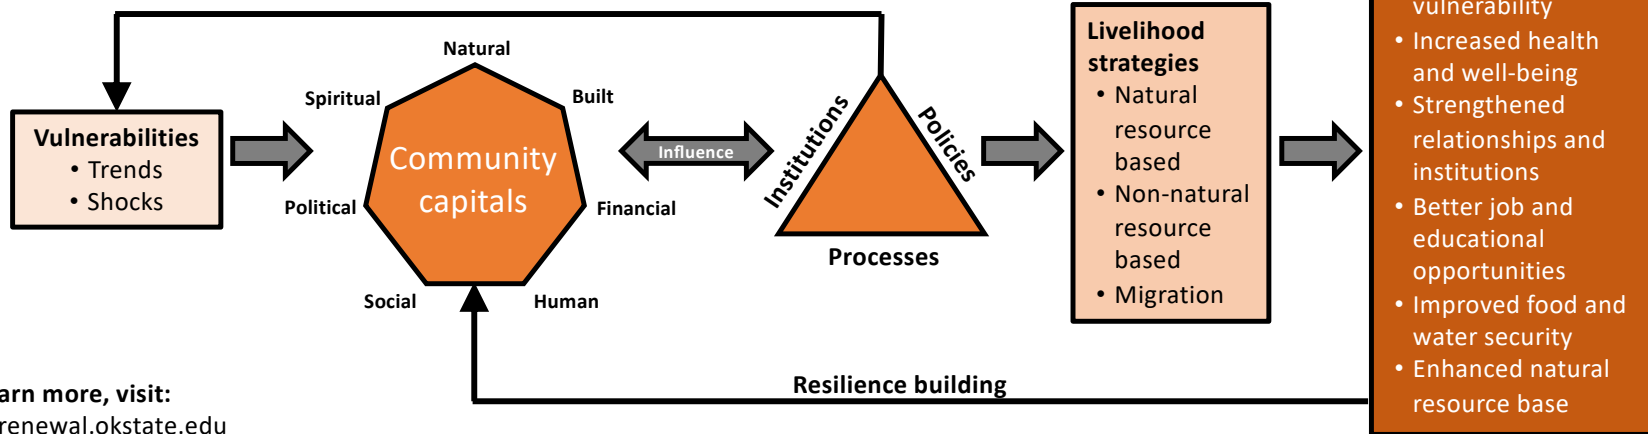 Vulnerabilities
• Trends
• Shocks
Natural
Spiritual
Built
Community
capitals
Political
Financial
Social
Human
Influence
Institutions
Policies
Processes
Livelihood
strategies
• Natural
resource
based
• Non-natural
resource
based
• Migration
vulnerability
• Increased health
and well-being
• Strengthened
relationships and
institutions
• Better job and
educational
opportunities
• Improved food and
water security
• Enhanced natural
resource base
Resilience building
arn more, visit:
renewal.okstate.edu